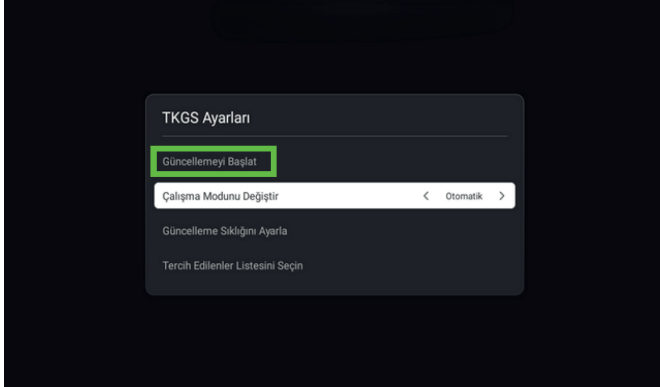 TKGS Ayarları
Güncellemeyi Başlat
Çalışma Modunu Değiştir < Otomatik >
Güncelleme Sıklığını Ayarla
Tercih Edilenler Listesini Seçin